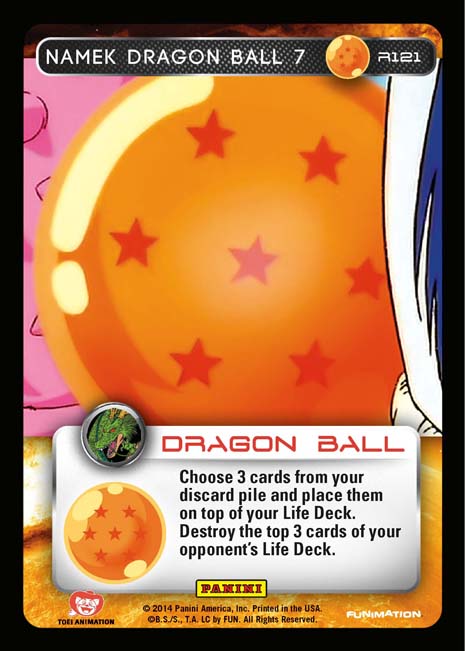 NAMEK DRAGON BALL 7 R121
DRAGON BALL
Choose 3 cards from your
discard pile and place them
on top of your Life Deck.
Destroy the top 3 cards of your
opponent's Life Deck.
PANINI
TOEI ANIMATION
© 2014 Panini America, Inc. Printed in the USA.
©B.S./S., T.A. LC by FUN. All Rights Reserved.
FUNIMATION